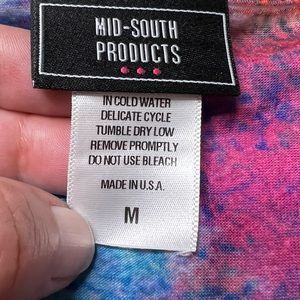 MID-SOUTH
PRODUCTS
IN COLD WATER
DELICATE CYCLE
TUMBLE DRY LOW
REMOVE PROMPTLY
DO NOT USE BLEACH
MADE IN U.S.A.
M